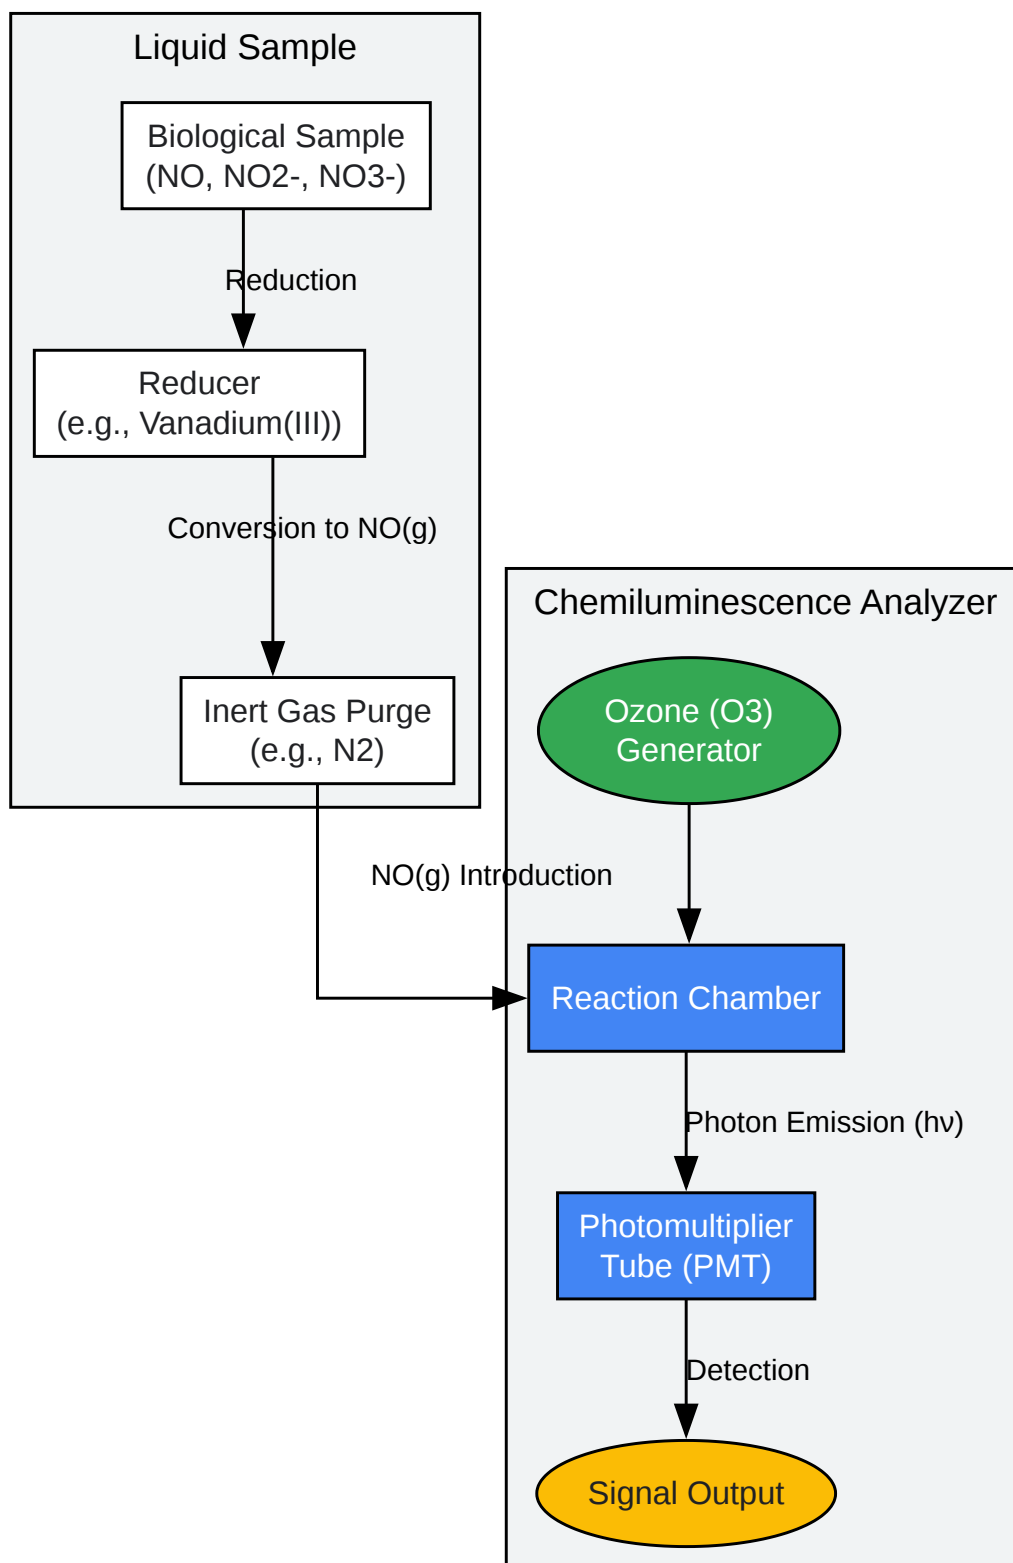 Liquid Sample
Biological Sample
(NO, NO2-, NO3-)
Reduction
Reducer
(e.g., Vanadium(III))
Conversion to NO(g)
Inert Gas Purge
(e.g., N2)
NO(g) Introduction
Chemiluminescence Analyzer
Ozone (O3)
Generator
Reaction Chamber
Photon Emission (hν)
Photomultiplier
Tube (PMT)
Detection
Signal Output